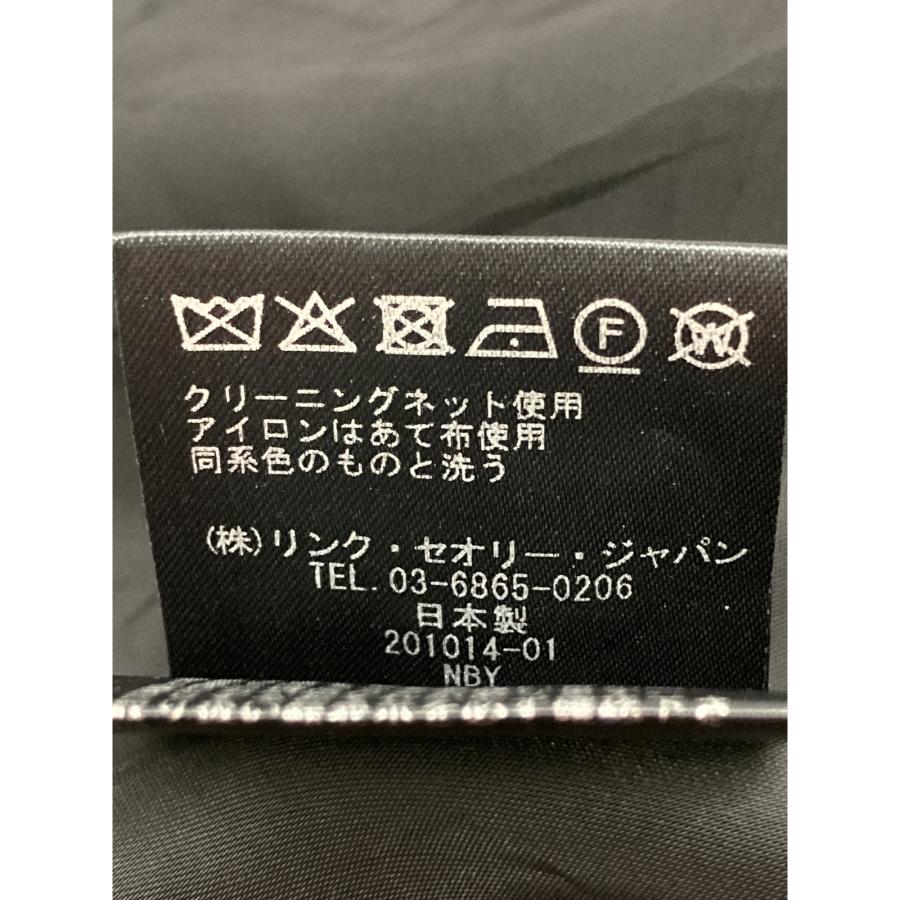 F W
クリーニングネット使用
アイロンはあて布使用
同系色のものと洗う
(株)リンク・セオリー・ジャパン
TEL.03-6865-0206
日本製
201014-01
NBY